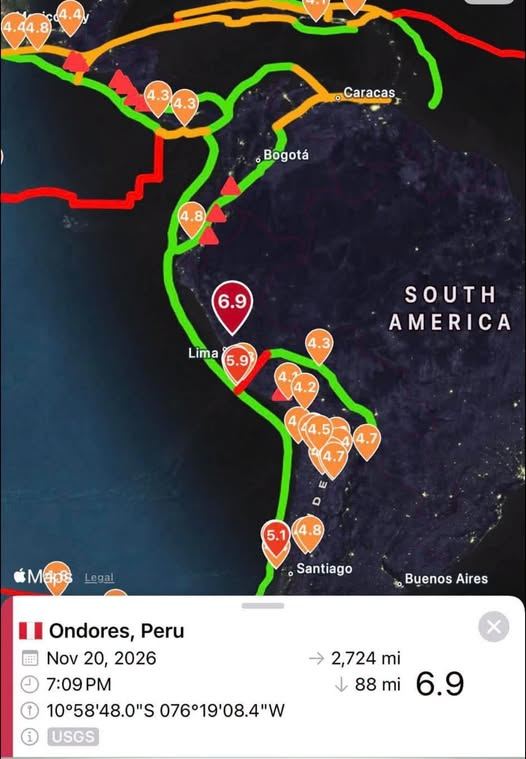 4.1
4.4
4.4
4.8
4.3
4.3
Caracas
Bogotá
4.8
6.9
SOUTH
AMERICA
Lima
5.9
4.3
4.2
4.5
4.7
4.7
DE
5.1
4.8
Santiago
Maps
Legal
Buenos Aires
Ondores, Peru
Nov 20, 2026
→ 2,724 mi
7:09 PM
↓ 88 mi
6.9
10°58'48.0"S 076°19'08.4"W
USGS